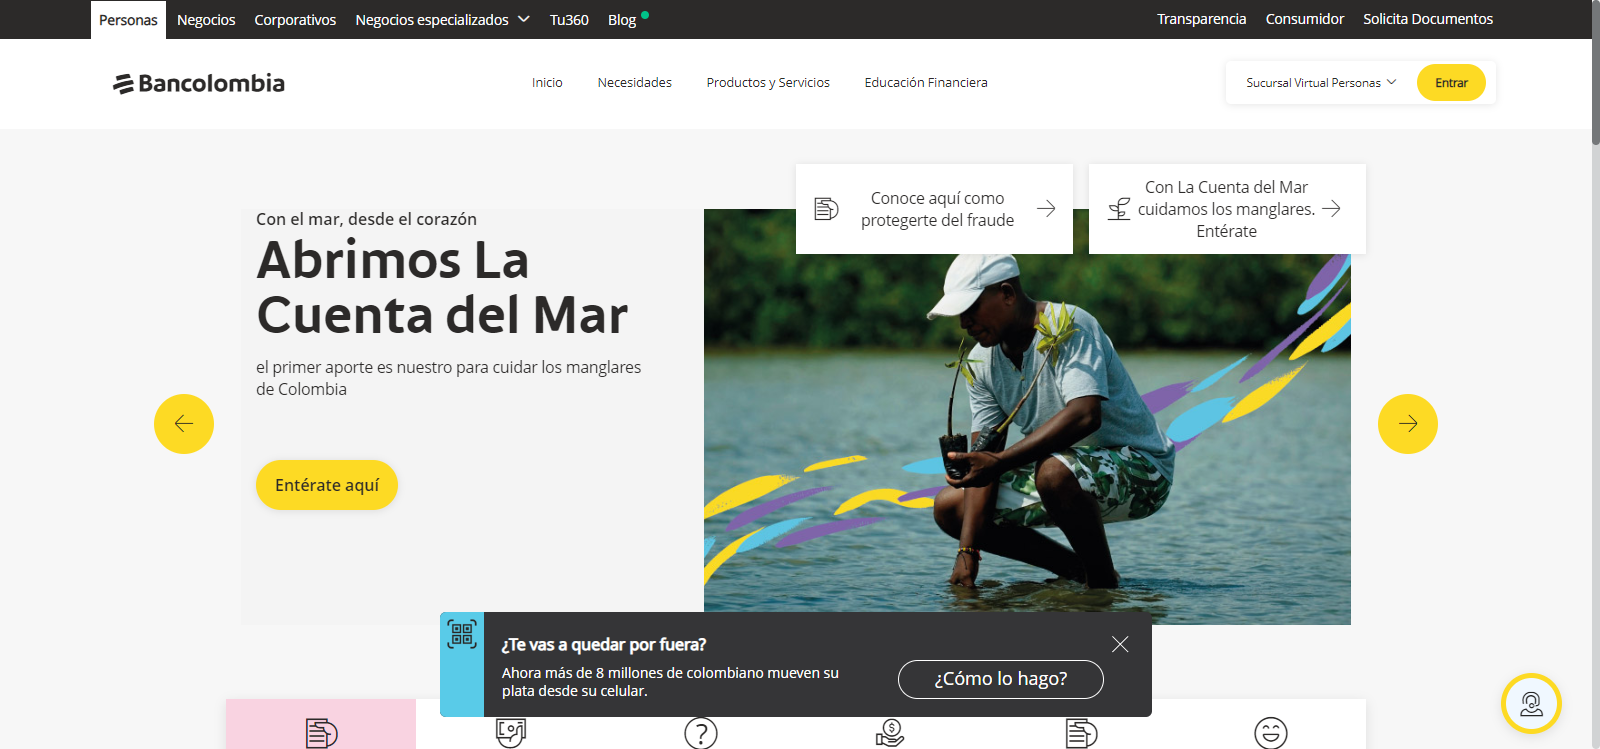 Personas
Negocios
Corporativos
Negocios especializados
Tu360
Blog
Transparencia
Consumidor
Solicita Documentos
Bancolombia
Inicio
Necesidades
Productos y Servicios
Educación Financiera
Sucursal Virtual Personas
Entrar
Conoce aquí como
protegerte del fraude
Con La Cuenta del Mar
cuidamos los manglares.
Entérate
Con el mar, desde el corazón
Abrimos La
Cuenta del Mar
el primer aporte es nuestro para cuidar los manglares
de Colombia
Entérate aquí
¿Te vas a quedar por fuera?
Ahora más de 8 millones de colombiano mueven su
plata desde su celular.
¿Cómo lo hago?